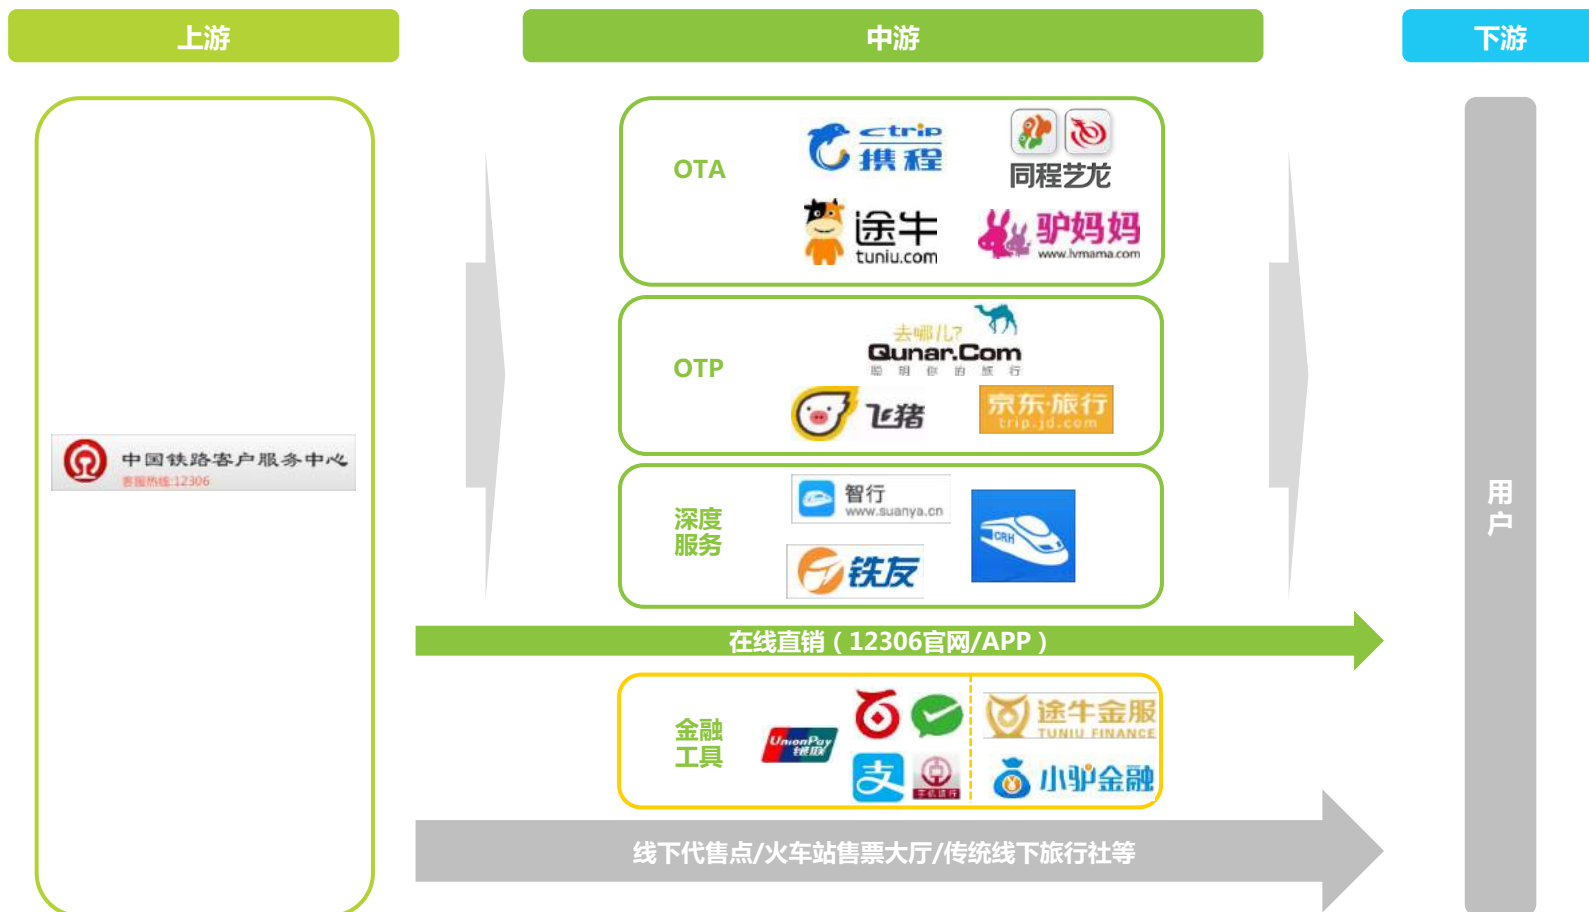 上游
中游
下游
中国铁路客户服务中心
客服热线:12306
OTA
ctrip
携程
同程艺龙
途牛
tuniu.com
驴妈妈
www.lvmama.com
OTP
去哪儿?
Qunar.Com
聪明你的旅行
飞猪
京东·旅行
trip.jd.com
深度
服务
智行
www.suanya.cn
铁友
CRH
在线直销（12306官网/APP）
金融
工具
UnionPay
银联
支
手机银行
途牛金服
TUNIU FINANCE
小驴金融
线下代售点/火车站售票大厅/传统线下旅行社等
用
户